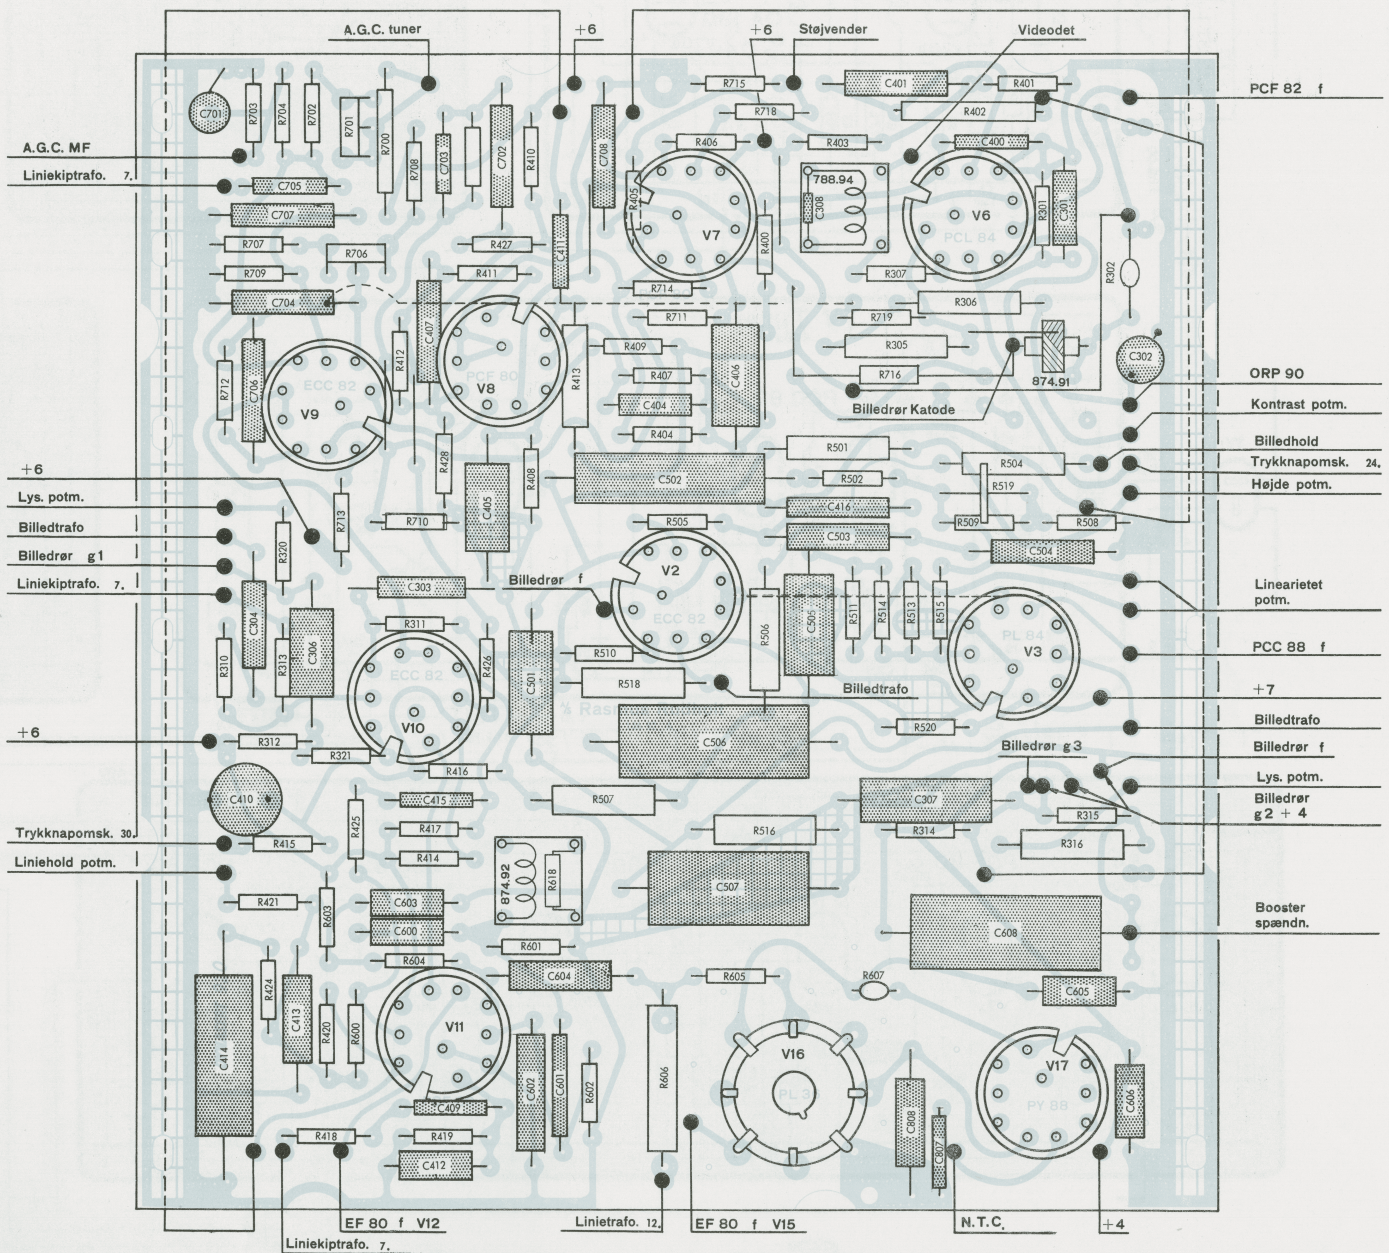 A.G.C. tuner
+6
+6
Støjvender
Videodet
PCF 82 f
A.G.C. MF
Liniekiptrafo. 7.
C701
R703
R704
R702
R701
R700
R708
C703
C702
R410
C708
R715
R718
C401
R401
R402
R406
R403
C400
C705
C707
R405
V7
788.94
C308
V6
PCL 84
R301
C301
R302
R707
R706
R427
C411
R400
R709
R411
R307
C704
C407
R714
R306
R711
R719
R712
C706
ECC 82
V9
R412
PCF 80
V8
R413
R409
R407
C404
R404
C406
R305
R716
874.91
C302
Billedrør Katode
ORP 90
Kontrast potm.
Billedhold
Trykknapomsk. 24.
Højde potm.
+6
Lys. potm.
Billedtrafo
Billedrør g1
Liniekiptrafo. 7.
R428
C405
R408
C502
R501
R502
C416
C503
R504
R519
R509
R508
C504
R713
R710
R320
R505
V2
ECC 82
C303
Billedrør f
C304
C306
R310
R313
R311
ECC 82
V10
R426
C501
R510
R518
R506
C505
R511
R514
R513
R515
PL 84
V3
Linearietet
potm.
PCC 88 f
+7
Billedtrafo
Billedtrafo
Billedrør g3
Billedrør f
Lys. potm.
Billedrør
g2 + 4
+6
R312
R321
R416
C506
R520
C410
C415
R425
R417
R414
R507
R516
C307
R314
R315
R316
Trykknapomsk. 30.
Liniehold potm.
R415
874.92
R618
C507
R421
R603
C603
C600
R601
C608
Booster
spændn.
R604
C604
R605
R607
C605
R424
C413
C414
R420
R600
V11
C602
C601
R602
R606
V16
V17
PY 88
C808
C807
C606
C409
R418
R419
C412
EF 80 f V12
Liniekiptrafo. 7.
Linietrafo. 12.
EF 80 f V15
N.T.C.
+4